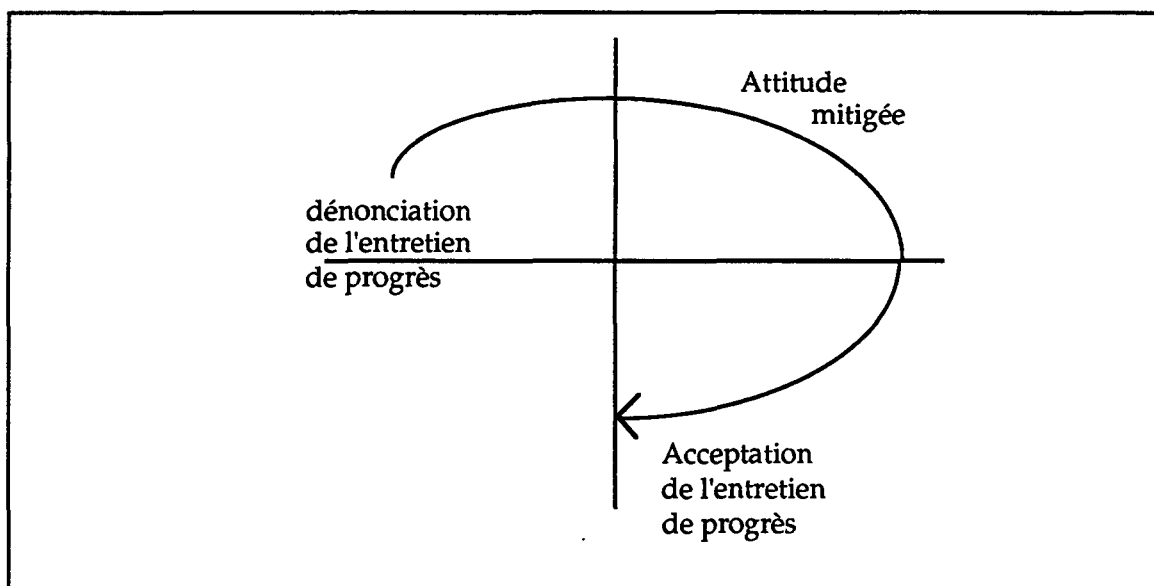 Attitude
mitigée
dénonciation
de l'entretien
de progrès
Acceptation
de l'entretien
de progrès